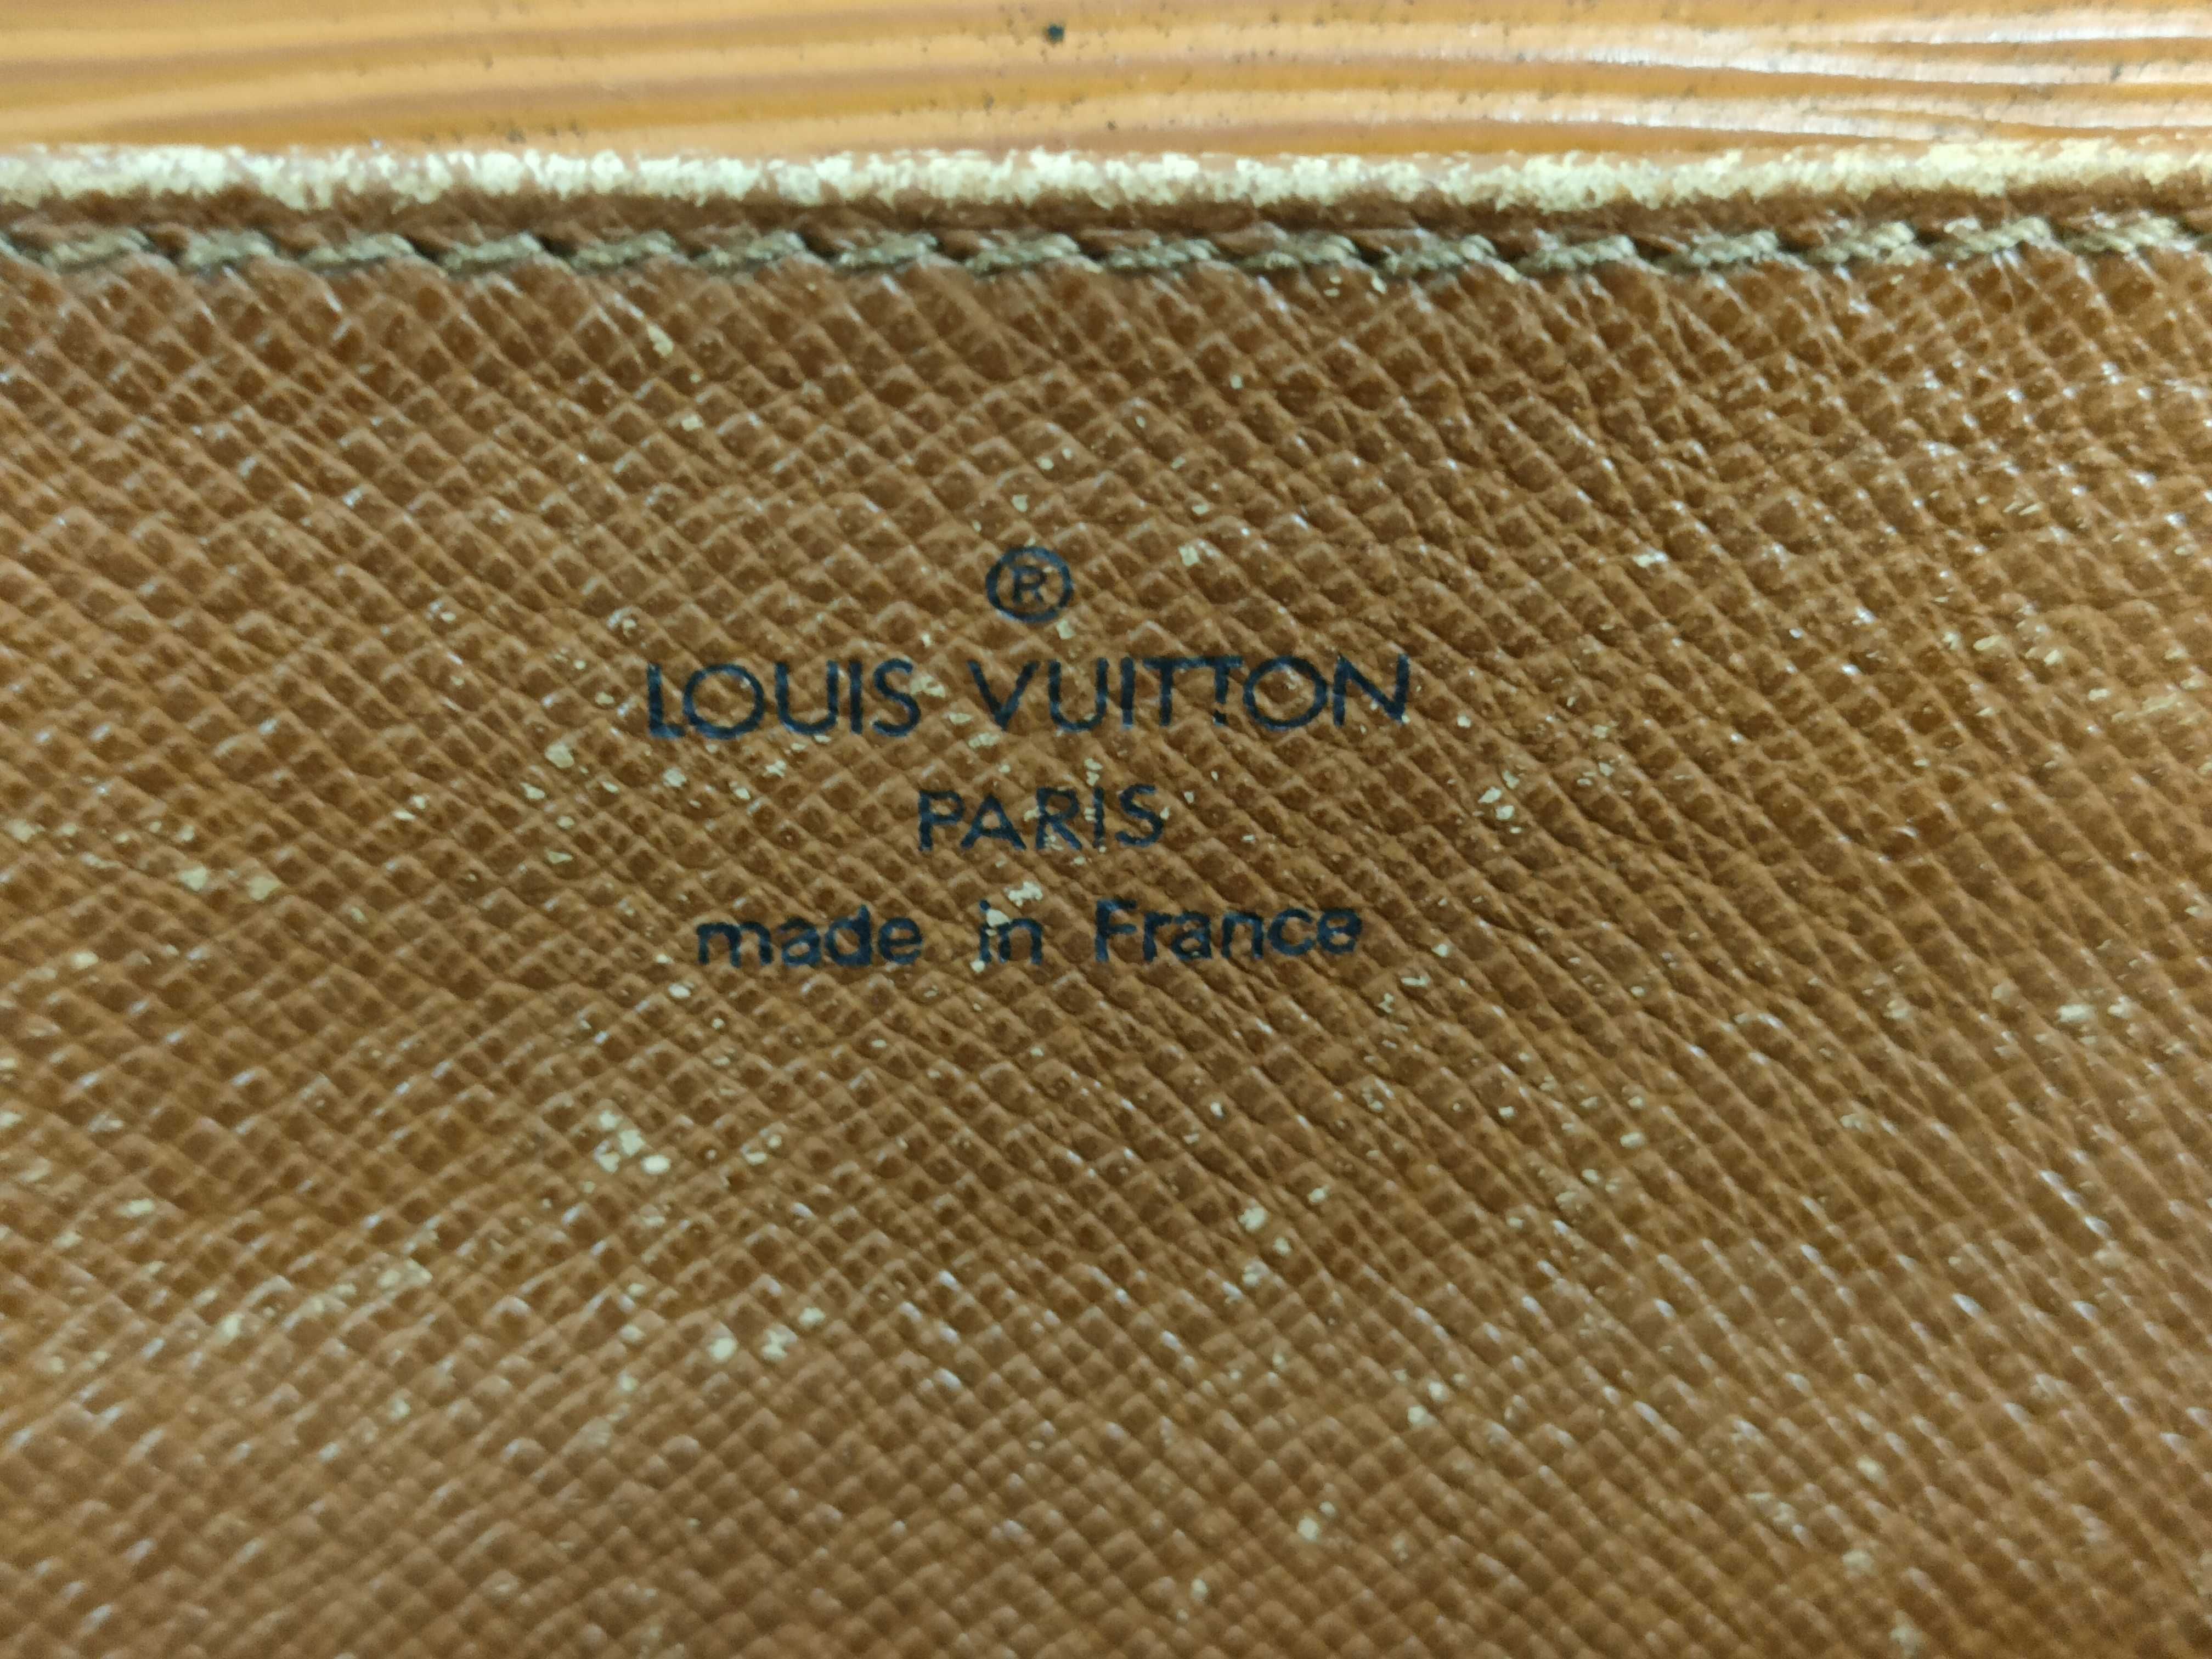 ®
LOUIS VUITTON
PARIS
made in France